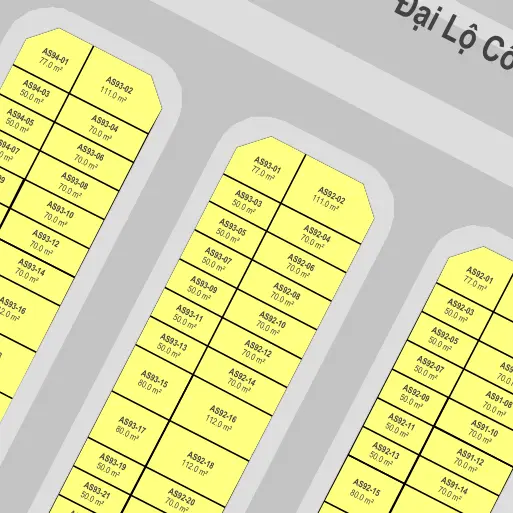 Đại Lộ Cổ
AS94-01
77.0 m²
AS93-02
111.0 m²
AS94-03
50.0 m²
AS93-04
70.0 m²
AS94-05
50.0 m²
AS93-06
70.0 m²
AS93-08
70.0 m²
AS93-10
70.0 m²
AS93-12
70.0 m²
AS93-14
70.0 m²
AS93-16
AS93-01
77.0 m²
AS92-02
111.0 m²
AS93-03
50.0 m²
AS92-04
70.0 m²
AS93-05
50.0 m²
AS92-06
70.0 m²
AS93-07
50.0 m²
AS92-08
70.0 m²
AS93-09
50.0 m²
AS92-10
70.0 m²
AS93-11
50.0 m²
AS92-12
70.0 m²
AS93-13
50.0 m²
AS92-14
70.0 m²
AS93-15
80.0 m²
AS92-16
112.0 m²
AS93-17
80.0 m²
AS92-18
112.0 m²
AS93-19
50.0 m²
AS92-20
70.0 m²
AS93-21
50.0 m²
AS92-01
77.0 m²
AS92-03
50.0 m²
AS92-05
50.0 m²
AS92-07
50.0 m²
AS91-08
AS92-09
50.0 m²
AS91-10
70.0 m²
AS92-11
50.0 m²
AS91-12
70.0 m²
AS92-13
50.0 m²
AS91-14
70.0 m²
AS92-15
80.0 m²